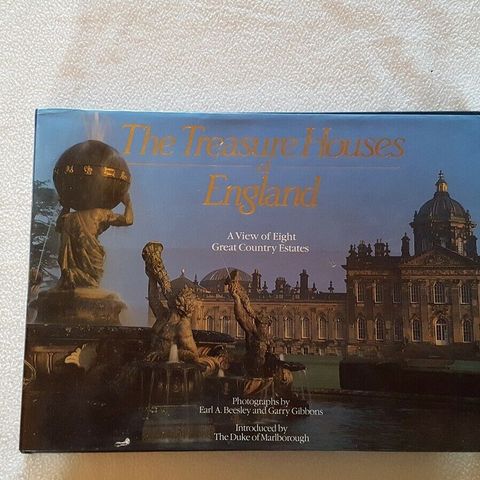 The Treasure Houses
of
England
A View of Eight
Great Country Estates
Photographs by
Earl A. Beesley and Garry Gibbons
Introduced by
The Duke of Marlborough